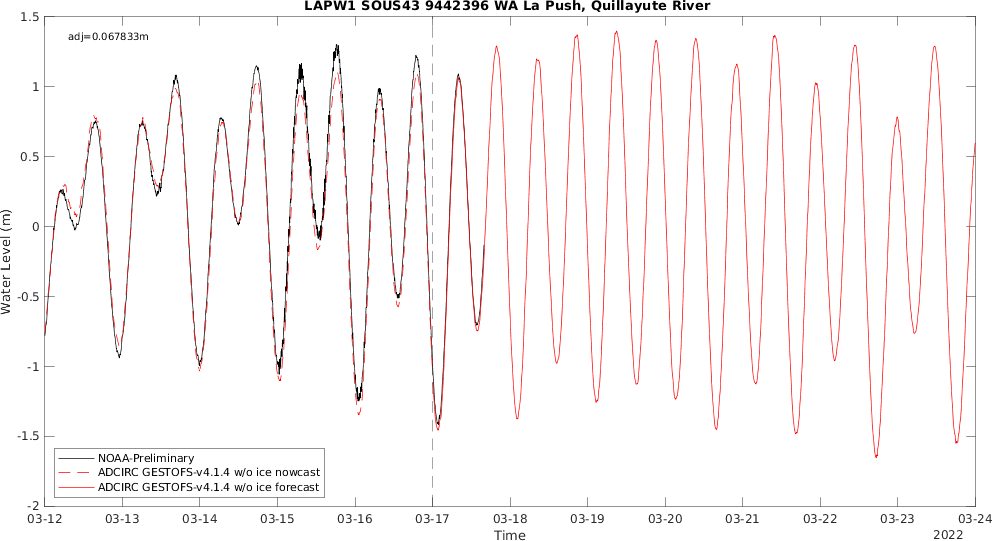 LAPW1 SOUS43 9442396 WA La Push, Quillayute River
adj=0.067833m
1.5
1
0.5
0
-0.5
-1
-1.5
-2
Water Level (m)
NOAA-Preliminary
ADCIRC GESTOFS-v4.1.4 w/o ice nowcast
ADCIRC GESTOFS-v4.1.4 w/o ice forecast
03-12 03-13 03-14 03-15 03-16 03-17 03-18 03-19 03-20 03-21 03-22 03-23 03-24
Time
2022